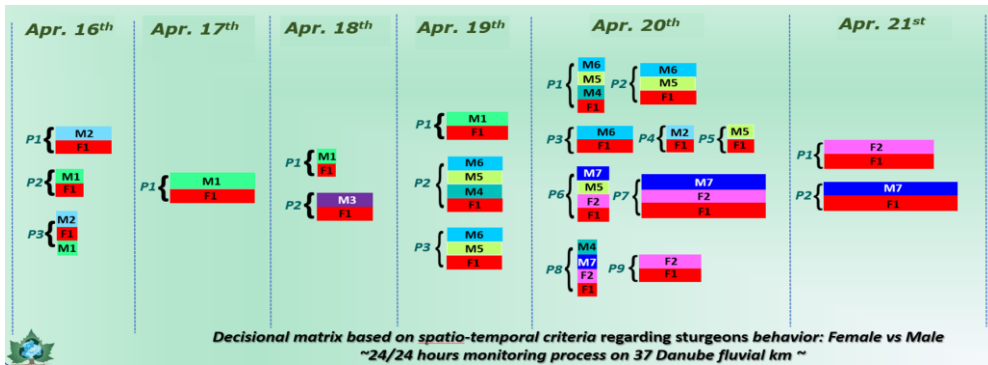 Apr. 16th Apr. 17th Apr. 18th Apr. 19th Apr. 20th Apr. 21st
P1 M2
F1
P2 M1
F1
P3 M2
F1
M1
P1 M1
F1
P1 M1
F1
P2 M3
F1
P1 M1
F1
P2 M6
M5
M4
F1
P3 M6
M5
F1
P1 M6
M5
M4
F1
P2 M6
M5
F1
P3 M6
F1
P4 M2
F1
P5 M5
F1
P6 M7
M5
F2
F1
P7 M7
F2
F1
P8 M4
M7
F2
F1
P9 F2
F1
P1 F2
F1
P2 M7
F1
Decisional matrix based on spatio-temporal criteria regarding sturgeons behavior: Female vs Male
~24/24 hours monitoring process on 37 Danube fluvial km ~